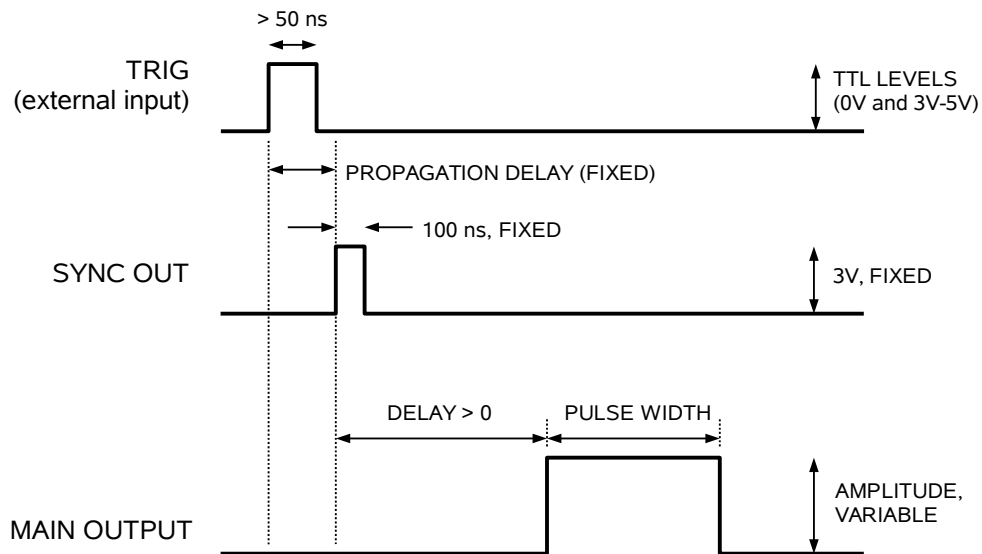 > 50 ns
TRIG
(external input)
TTL LEVELS
(0V and 3V-5V)
PROPAGATION DELAY (FIXED)
100 ns, FIXED
SYNC OUT
3V, FIXED
DELAY > 0
PULSE WIDTH
AMPLITUDE,
VARIABLE
MAIN OUTPUT